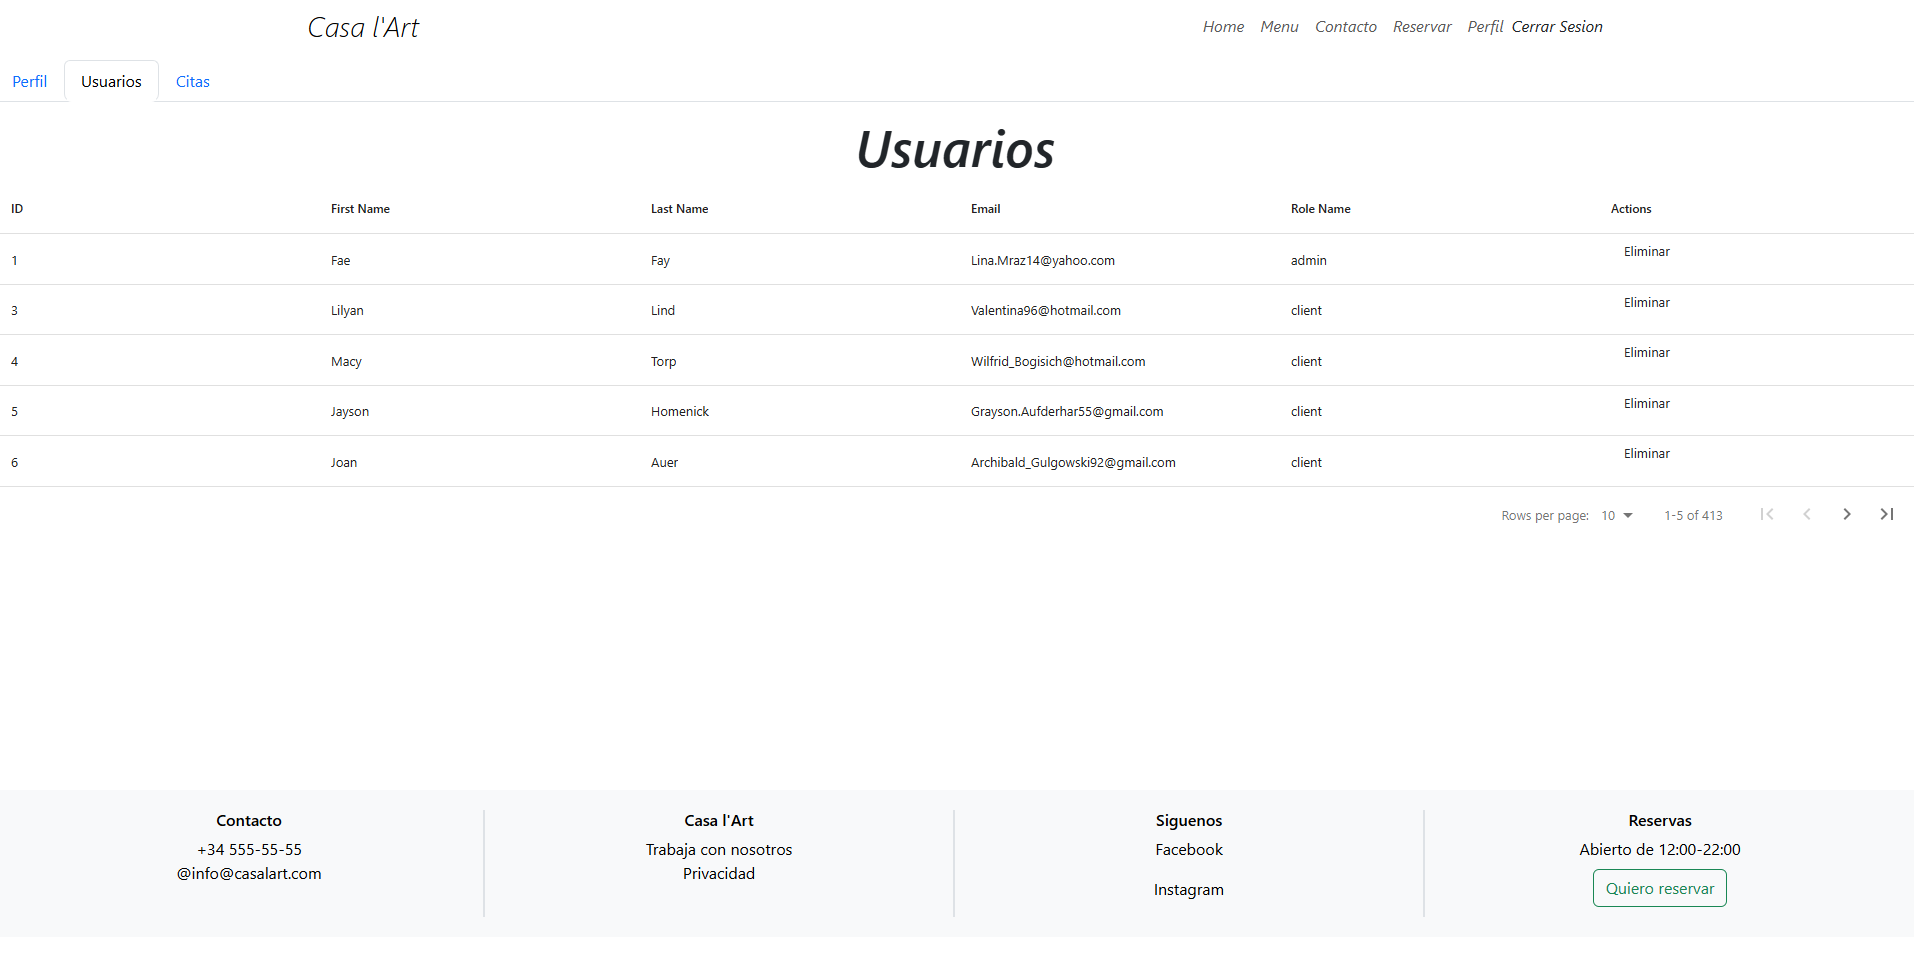 Casa l'Art Home Menu Contacto Reservar Perfil Cerrar Sesion
Perfil Usuarios Citas
Usuarios
ID First Name Last Name Email Role Name Actions
1 Fae Fay Lina.Mraz14@yahoo.com admin Eliminar
3 Lilyan Lind Valentina96@hotmail.com client Eliminar
4 Macy Torp Wilfrid_Bogisich@hotmail.com client Eliminar
5 Jayson Homenick Grayson.Aufderhar55@gmail.com client Eliminar
6 Joan Auer Archibald_Gulgowski92@gmail.com client Eliminar
Rows per page: 10 1-5 of 413
Contacto
+34 555-55-55
@info@casalart.com
Casa l'Art
Trabaja con nosotros
Privacidad
Siguenos
Facebook
Instagram
Reservas
Abierto de 12:00-22:00
Quiero reservar